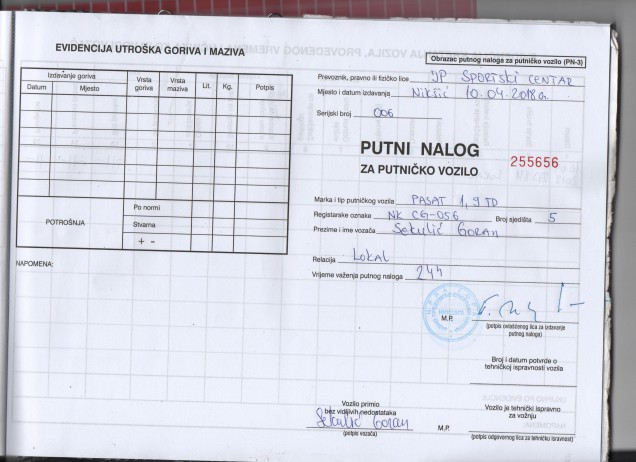 EVIDENCIJA UTROŠKA GORIVA I MAZIVA
Izdavanje goriva
Datum Mjesto Vrsta goriva Vrsta maziva Lit. Kg. Potpis
POTROŠNJA
Po normi
Stvarna
+ -
NAPOMENA:
Obrazac putnog naloga za putničko vozilo (PN-3)
Prevoznik, pravno ili fizičko lice JP SPORTSKI CENTAR
Mjesto i datum izdavanja Nikšić 10.04.2018 g.
Serijski broj 006
PUTNI NALOG
ZA PUTNIČKO VOZILO
255656
Marka i tip putničkog vozila PASAT 1,9 TD
Registarske oznake NK CG-056 Broj sjedišta 5
Prezime i ime vozača Sekulić Goran
Relacija Lokal
Vrijeme važenja putnog naloga 24h
M.P.
(potpis ovlašćenog lica za izdavanje
putnog naloga)
Broj i datum potvrde o
tehničkoj ispravnosti vozila
Vozilo primio
bez vidljivih nedostataka
Sekulić Goran
(potpis vozača)
Vozilo je tehnički ispravno
za vožnju
M.P.
(potpis odgovornog lica za tehničku ispravnost)